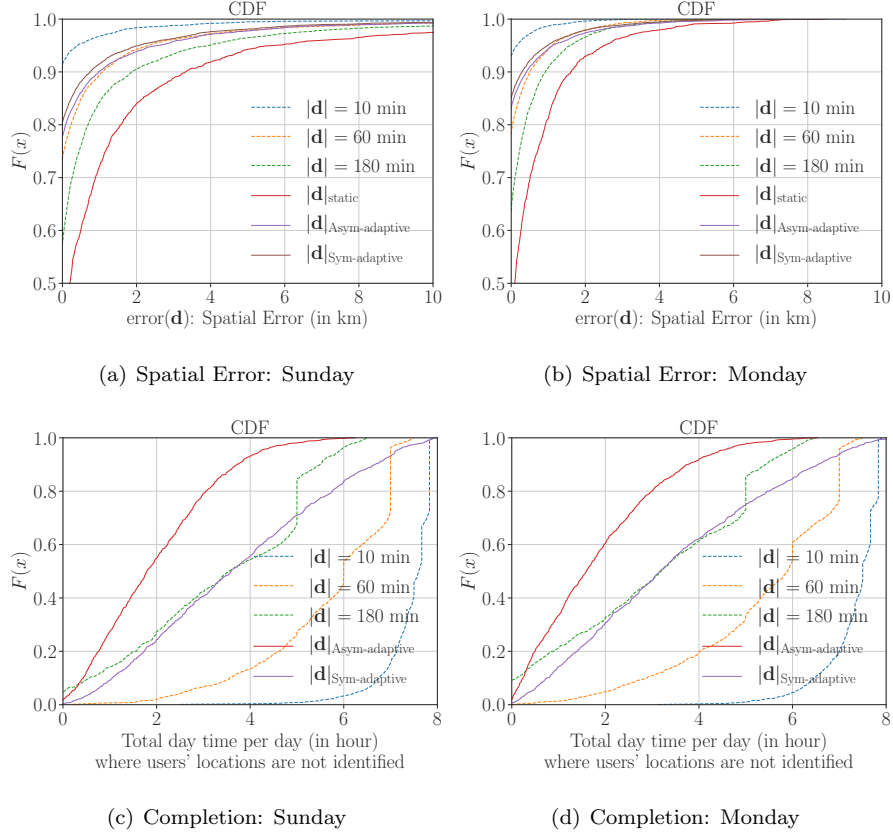 CDF
1.0
0.9
0.8
0.7
0.6
0.5
F(x)
|d| = 10 min
|d| = 60 min
|d| = 180 min
|d|static
|d|Asym-adaptive
|d|Sym-adaptive
0 2 4 6 8 10
error(d): Spatial Error (in km)
(a) Spatial Error: Sunday
CDF
1.0
0.9
0.8
0.7
0.6
0.5
F(x)
|d| = 10 min
|d| = 60 min
|d| = 180 min
|d|static
|d|Asym-adaptive
|d|Sym-adaptive
0 2 4 6 8 10
error(d): Spatial Error (in km)
(b) Spatial Error: Monday
CDF
1.0
0.8
0.6
0.4
0.2
0.0
F(x)
|d| = 10 min
|d| = 60 min
|d| = 180 min
|d|Asym-adaptive
|d|Sym-adaptive
0 2 4 6 8
Total day time per day (in hour)
where users' locations are not identified
(c) Completion: Sunday
CDF
1.0
0.8
0.6
0.4
0.2
0.0
F(x)
|d| = 10 min
|d| = 60 min
|d| = 180 min
|d|Asym-adaptive
|d|Sym-adaptive
0 2 4 6 8
Total day time per day (in hour)
where users' locations are not identified
(d) Completion: Monday